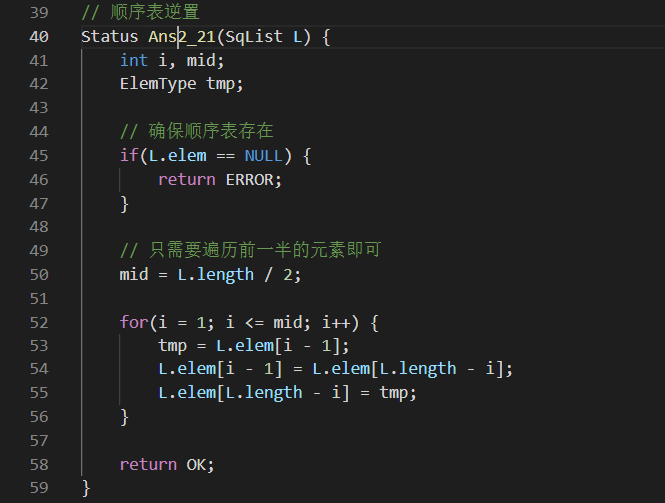 39 // 顺序表逆置
40 Status Ans2_21(SqList L) {
41     int i, mid;
42     ElemType tmp;
43
44     // 确保顺序表存在
45     if(L.elem == NULL) {
46         return ERROR;
47     }
48
49     // 只需要遍历前一半的元素即可
50     mid = L.length / 2;
51
52     for(i = 1; i <= mid; i++) {
53         tmp = L.elem[i - 1];
54         L.elem[i - 1] = L.elem[L.length - i];
55         L.elem[L.length - i] = tmp;
56     }
57
58     return OK;
59 }